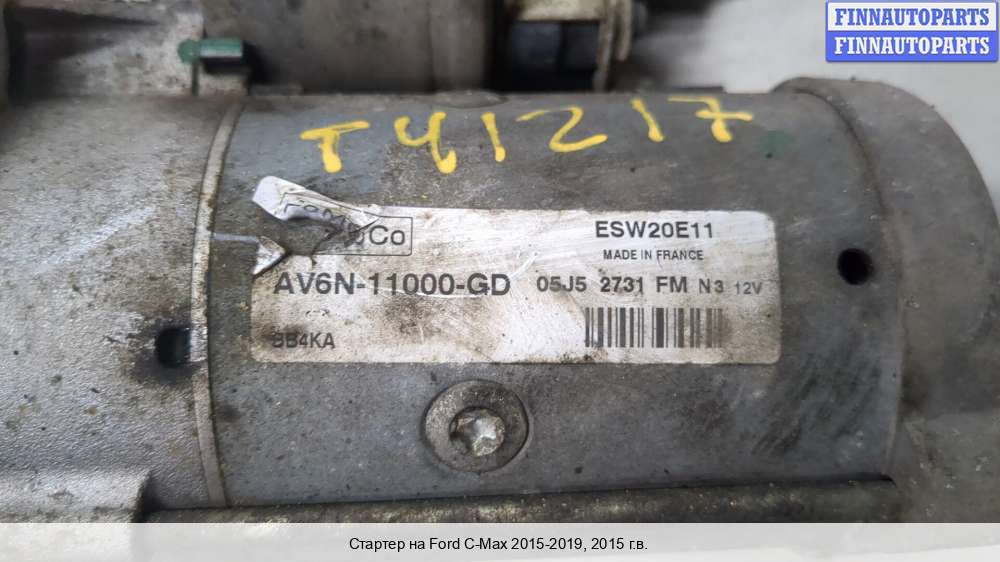 FINNAUTOPARTS
FINNAUTOPARTS
T41217
ESW20E11
MADE IN FRANCE
AV6N-11000-GD 05J5 2731 FM N3 12V
Стартер на Ford C-Max 2015-2019, 2015 г.в.